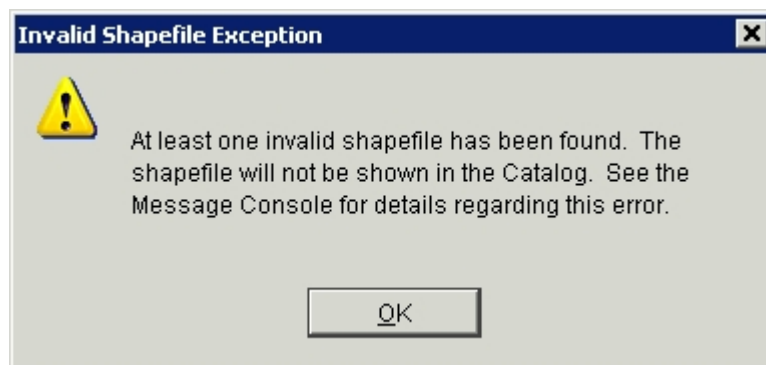 Invalid Shapefile Exception
At least one invalid shapefile has been found. The
shapefile will not be shown in the Catalog. See the
Message Console for details regarding this error.
OK